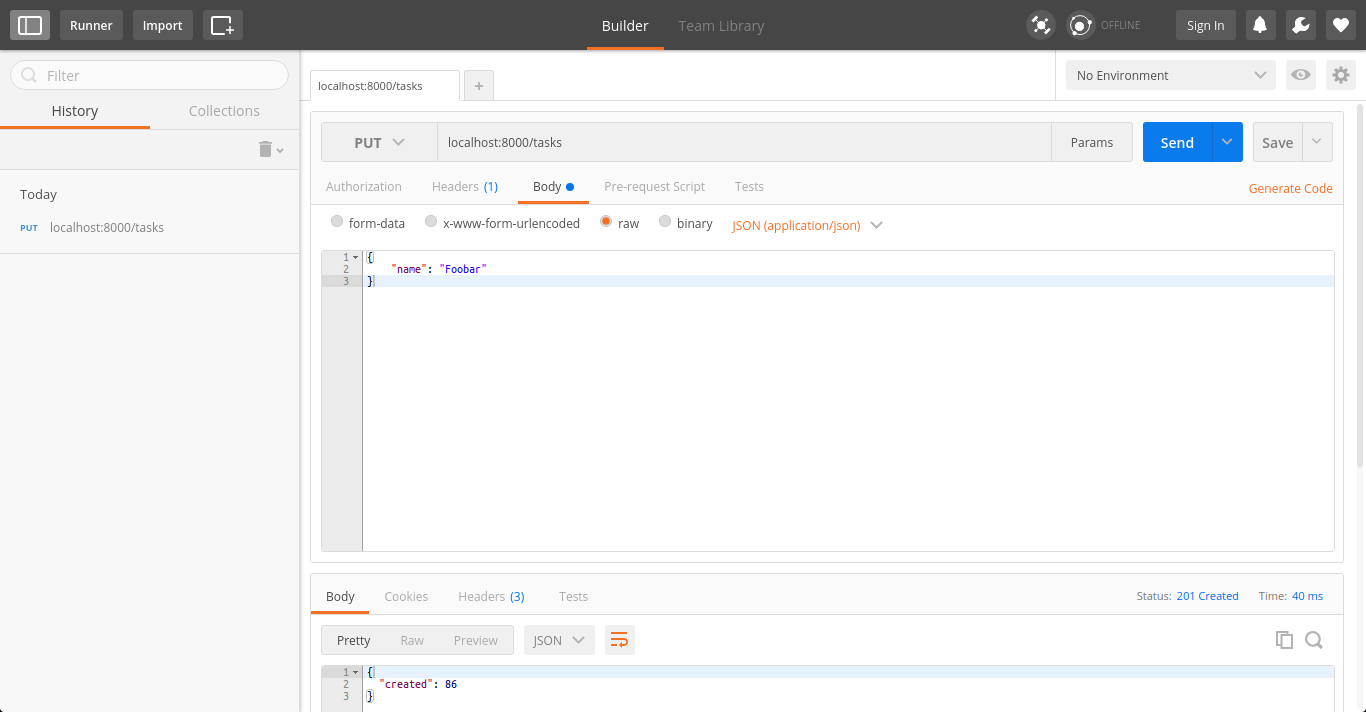 Runner Import Builder Team Library OFFLINE Sign In
Filter
History Collections
Today
PUT localhost:8000/tasks
localhost:8000/tasks +
No Environment
PUT localhost:8000/tasks Params Send Save
Authorization Headers (1) Body Pre-request Script Tests Generate Code
form-data x-www-form-urlencoded raw binary JSON (application/json)
1 {
2 "name": "Foobar"
3 }
Body Cookies Headers (3) Tests Status: 201 Created Time: 40 ms
Pretty Raw Preview JSON
1 {
2 "created": 86
3 }